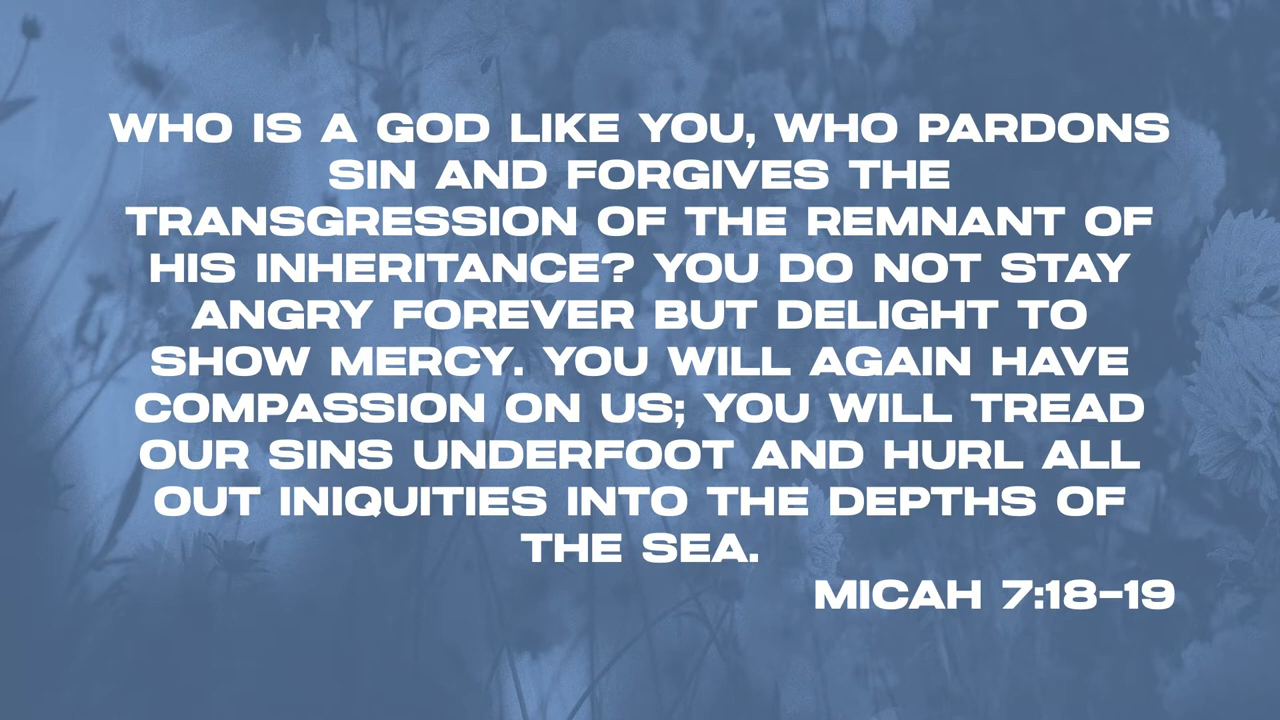 WHO IS A GOD LIKE YOU, WHO PARDONS
SIN AND FORGIVES THE
TRANSGRESSION OF THE REMNANT OF
HIS INHERITANCE? YOU DO NOT STAY
ANGRY FOREVER BUT DELIGHT TO
SHOW MERCY. YOU WILL AGAIN HAVE
COMPASSION ON US; YOU WILL TREAD
OUR SINS UNDERFOOT AND HURL ALL
OUT INIQUITIES INTO THE DEPTHS OF
THE SEA.
MICAH 7:18-19